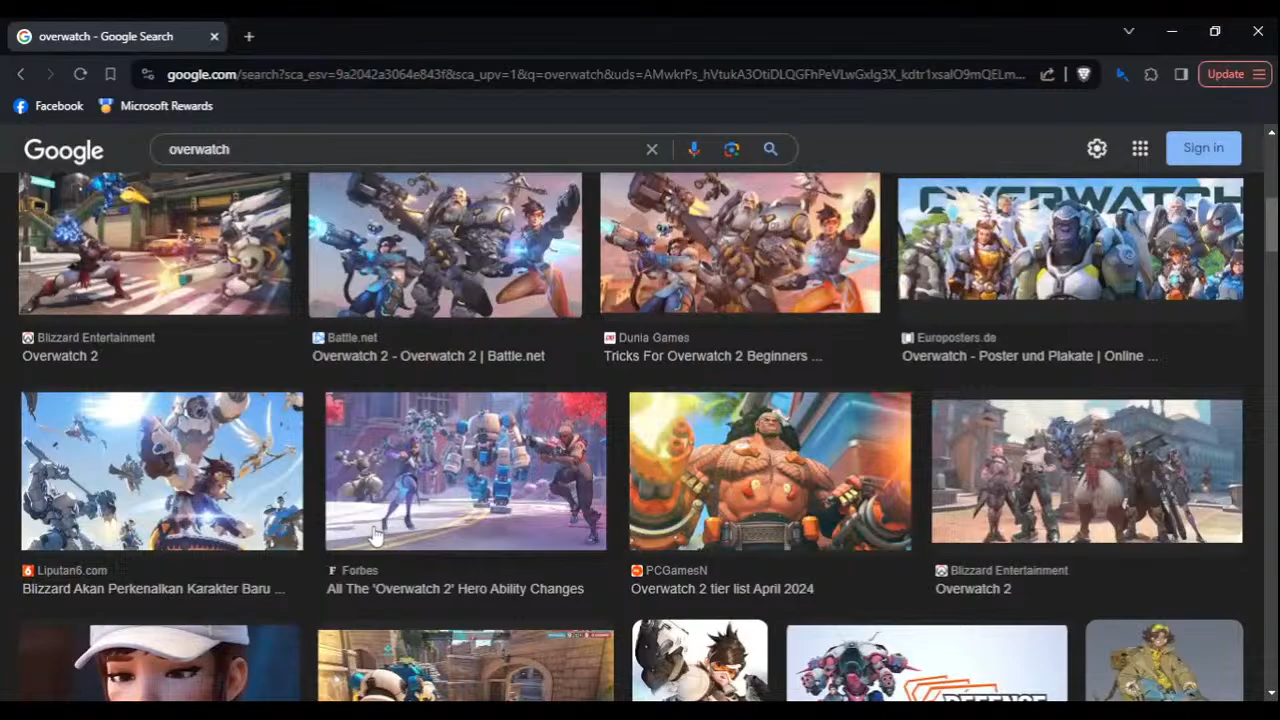 overwatch - Google Search
google.com/search?sca_esv=9a2042a3064e843f&sca_upv=1&q=overwatch&uds=
Update
Facebook
Microsoft Rewards
Google
overwatch
Sign in
OVERWATCH
Blizzard Entertainment
Overwatch 2
Battle.net
Overwatch 2 - Overwatch 2 | Battle.net
Dunia Games
Tricks For Overwatch 2 Beginners ...
Europosters.de
Overwatch - Poster und Plakate | Online ...
Liputan6.com
Blizzard Akan Perkenalkan Karakter Baru ...
Forbes
All The 'Overwatch 2' Hero Ability Changes
PCGamesN
Overwatch 2 tier list April 2024
Blizzard Entertainment
Overwatch 2